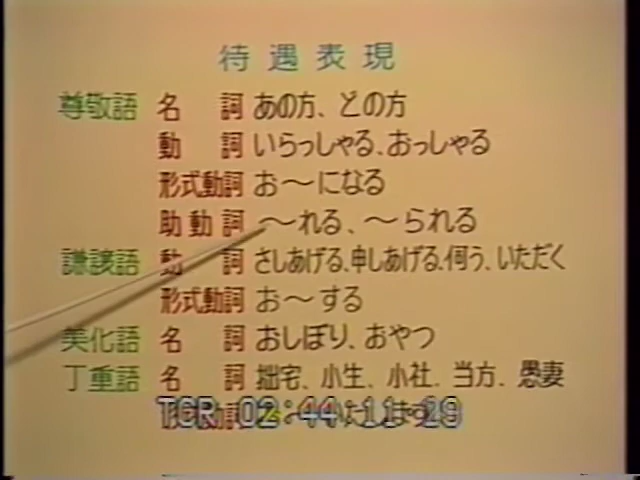 待遇表現
尊敬語 名詞 あの方、どの方
動詞 いらっしゃる、おっしゃる
形式動詞 お〜になる
助動詞 〜れる、〜られる
謙譲語 動詞 さしあげる、申しあげる、伺う、いただく
形式動詞 お〜する
美化語 名詞 おしぼり、おやつ
丁重語 名詞 拙宅、小生、小社、当方、愚妻
TCR 02:44:11:29